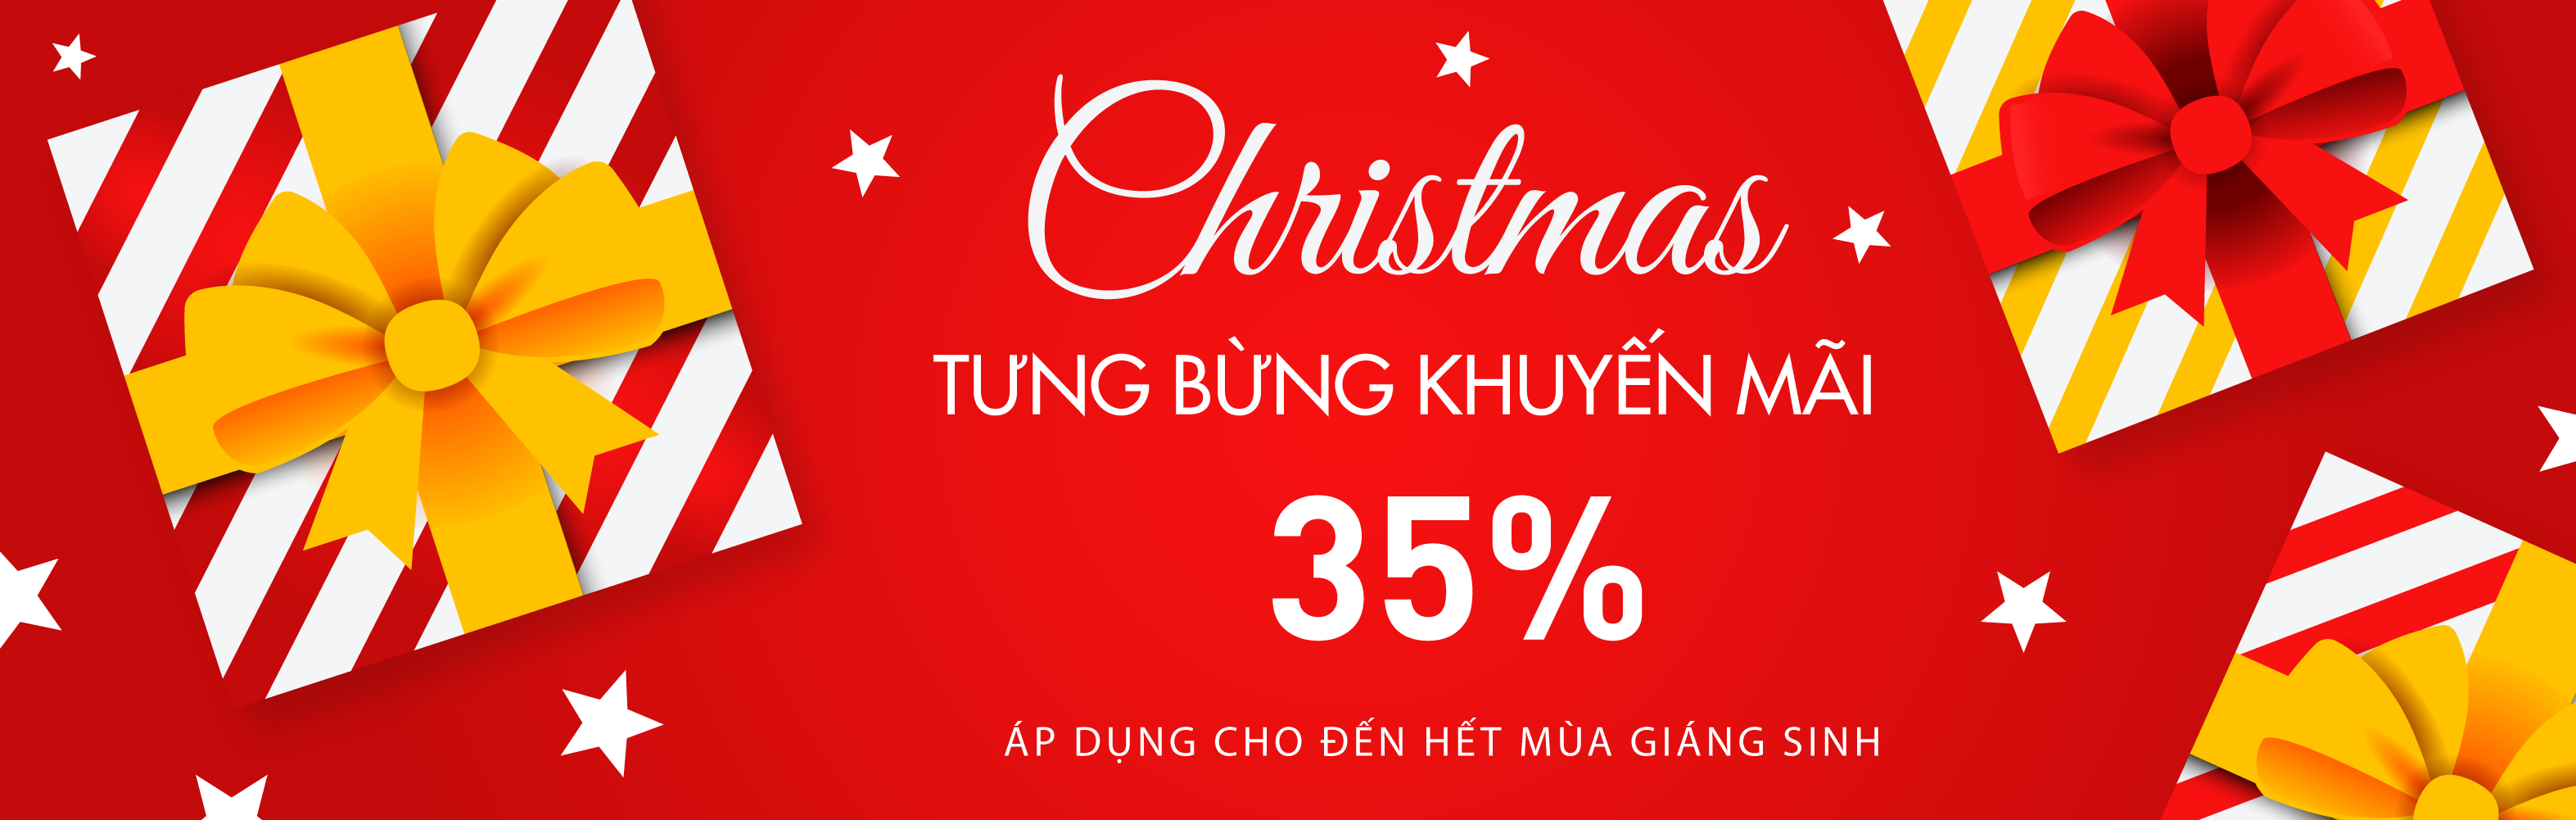 Christmas
TƯNG BỪNG KHUYẾN MÃI
35%
ÁP DỤNG CHO ĐẾN HẾT MÙA GIÁNG SINH